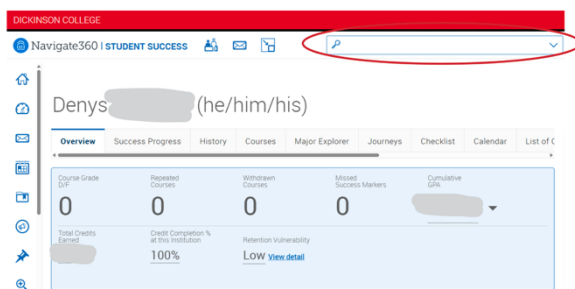 DICKINSON COLLEGE
Navigate360 | STUDENT SUCCESS
Denys (he/him/his)
Overview Success Progress History Courses Major Explorer Journeys Checklist Calendar List of C
Course Grade D/F
Repeated Courses
Withdrawn Courses
Missed Success Markers
Cumulative GPA
0 0 0 0
Total Credits Earned
Credit Completion % at this Institution
Retention Vulnerability
100% Low View detail